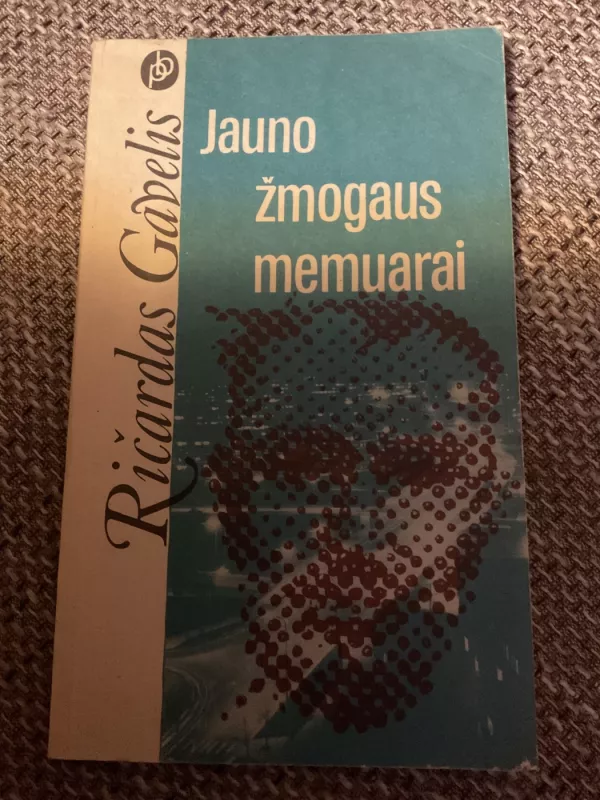 Ričardas Gavelis
Jauno
žmogaus
memuarai